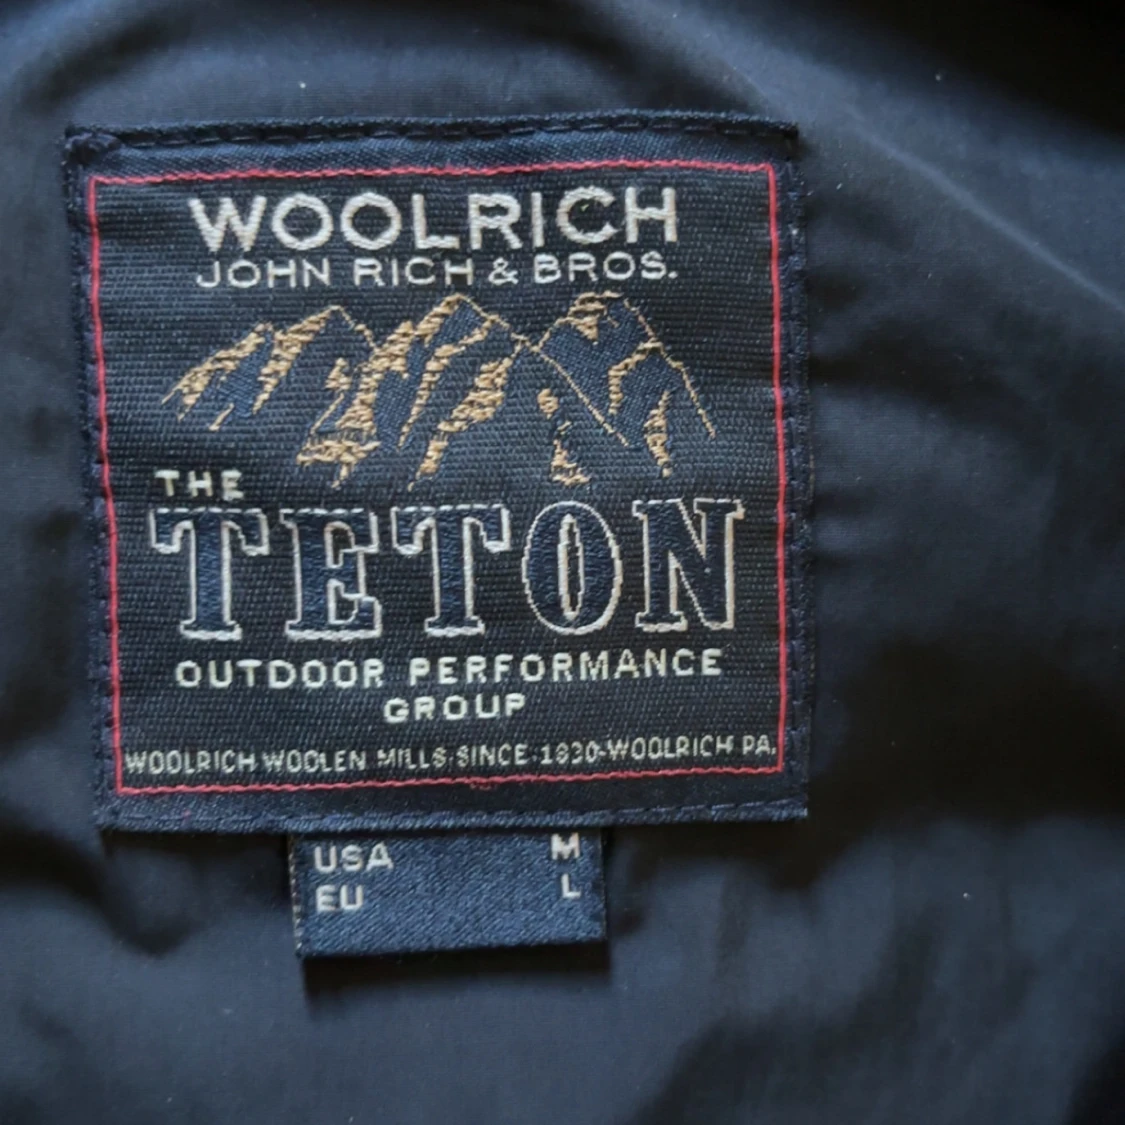 WOOLRICH
JOHN RICH & BROS.
THE
TETON
OUTDOOR PERFORMANCE
GROUP
WOOLRICH WOOLEN MILLS·SINCE·1830·WOOLRICH PA.
USA M
EU L